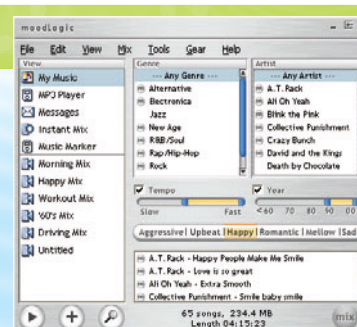 moodLogic
File Edit View Mix Tools Gear Help
View
My Music
MP3 Player
Messages
Instant Mix
Music Marker
Morning Mix
Happy Mix
Workout Mix
'60's Mix
Driving Mix
Untitled
Genre
--- Any Genre ---
Alternative
Electronica
Jazz
New Age
R&B/Soul
Rap/Hip-Hop
Rock
Artist
--- Any Artist ---
A.T. Rack
Ali Oh Yeah
Blink the Pink
Collective Punishment
Crazy Bunch
David and the Kings
Death by Chocolate
Tempo
Slow Fast
Year
<60 70 80 90 00
Aggressive| Upbeat |Happy| Romantic | Mellow |Sad
A.T. Rack - Happy People Make Me Smile
A.T. Rack - Love is so great
Ali Oh Yeah - Extra Smooth
Collective Punishment - Smile baby smile
65 songs, 234.4 MB
Length 04:15:23
mix